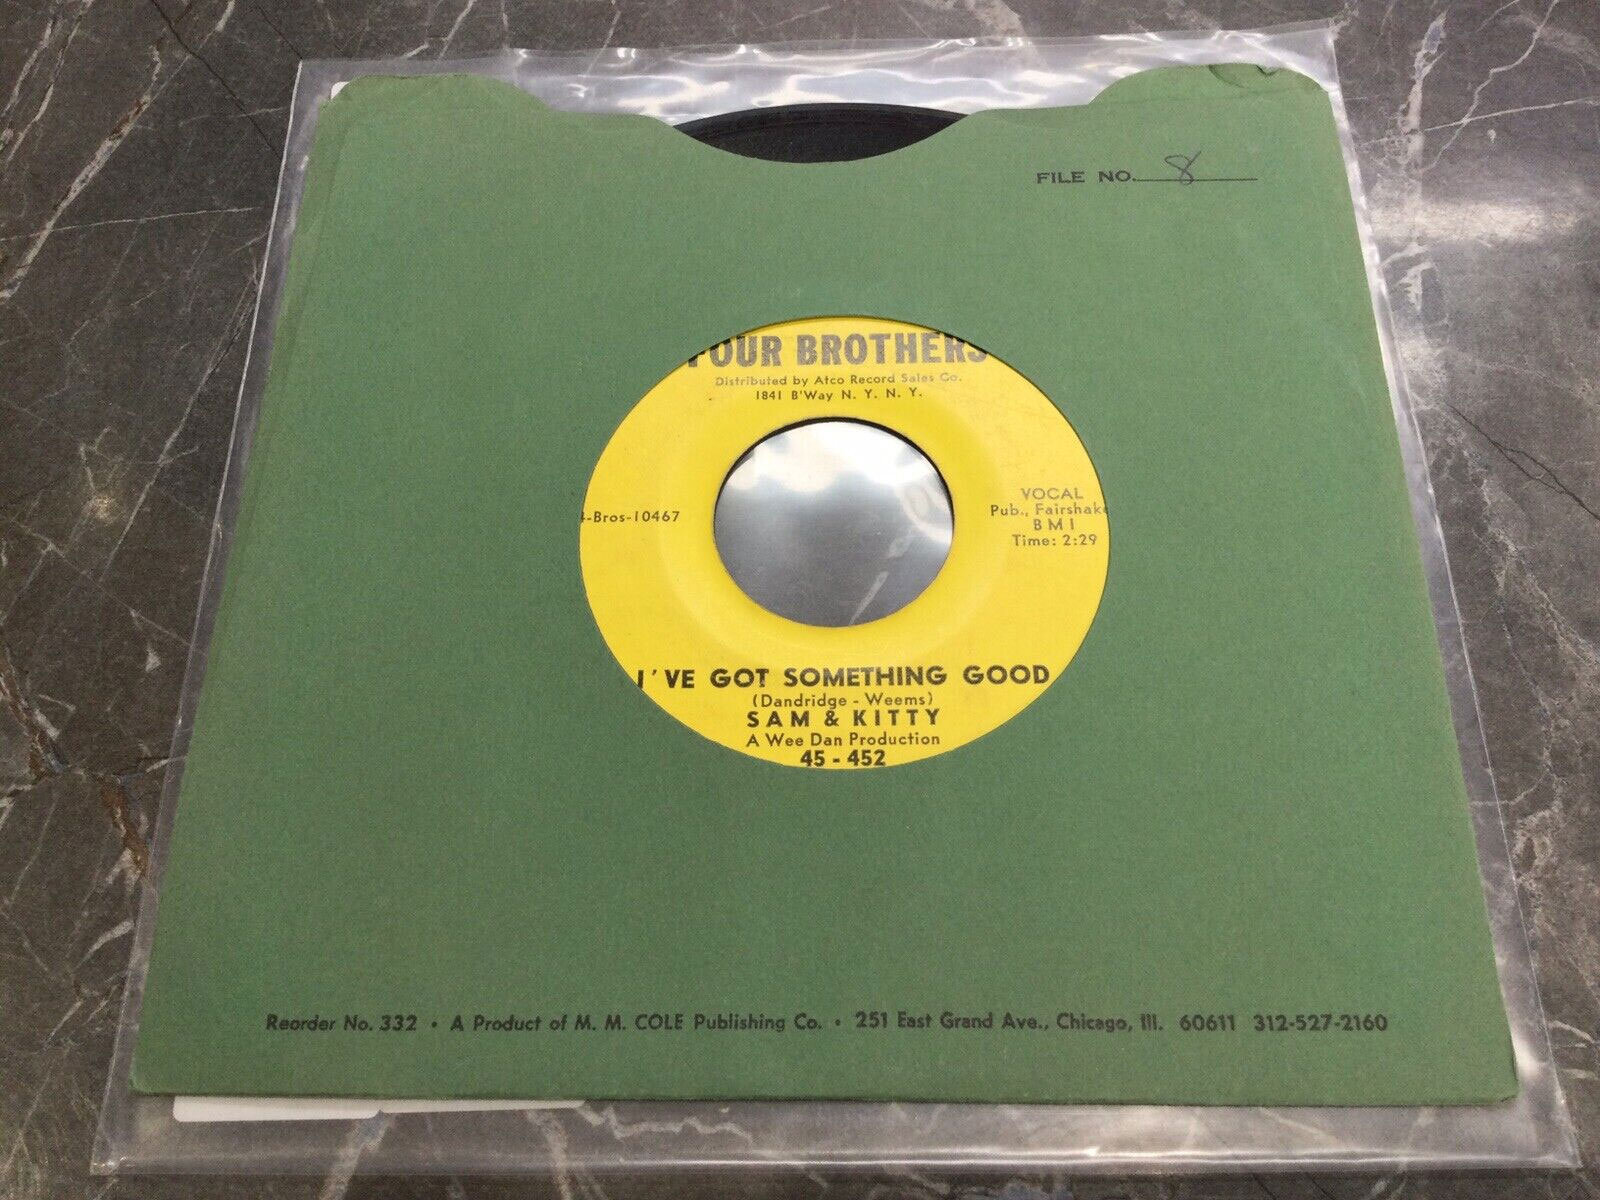 FILE NO. 8
FOUR BROTHERS
Distributed by Atco Record Sales Co.
1841 B'Way N. Y. N. Y.
4-Bros-10467
VOCAL
Pub., Fairshake
B M I
Time: 2:29
I'VE GOT SOMETHING GOOD
(Dandridge - Weems)
SAM & KITTY
A Wee Dan Production
45 - 452
Reorder No. 332 • A Product of M. M. COLE Publishing Co. • 251 East Grand Ave., Chicago, Ill. 60611 312-527-2160